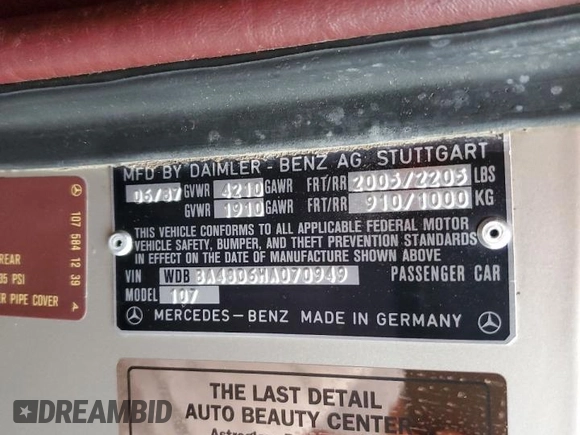 MFD BY DAIMLER-BENZ AG, STUTTGART
06/87 GVWR 4210 GAWR FRT/RR 2005/2205 LBS
GVWR 1910 GAWR FRT/RR 910/1000 KG
THIS VEHICLE CONFORMS TO ALL APPLICABLE FEDERAL MOTOR
VEHICLE SAFETY, BUMPER, AND THEFT PREVENTION STANDARDS
IN EFFECT ON THE DATE OF MANUFACTURE SHOWN ABOVE
VIN WDB BA48D6HA070949 PASSENGER CAR
MODEL 107
MERCEDES-BENZ MADE IN GERMANY
107 584 12 39 A
REAR
35 PSI
ER PIPE COVER
THE LAST DETAIL
AUTO BEAUTY CENTER
DREAMBID